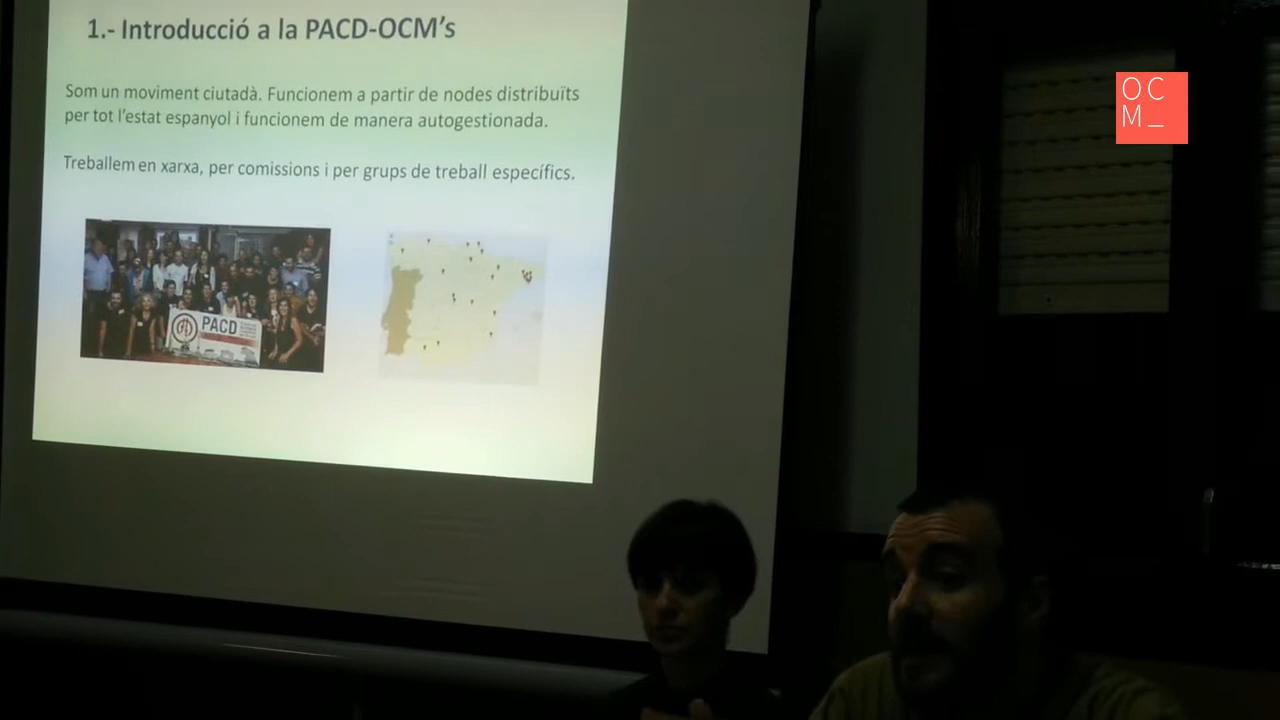 1.- Introducció a la PACD-OCM’s
Som un moviment ciutadà. Funcionem a partir de nodes distribuïts
per tot l’estat espanyol i funcionem de manera autogestionada.
Treballem en xarxa, per comissions i per grups de treball específics.
PACD
OC
M_